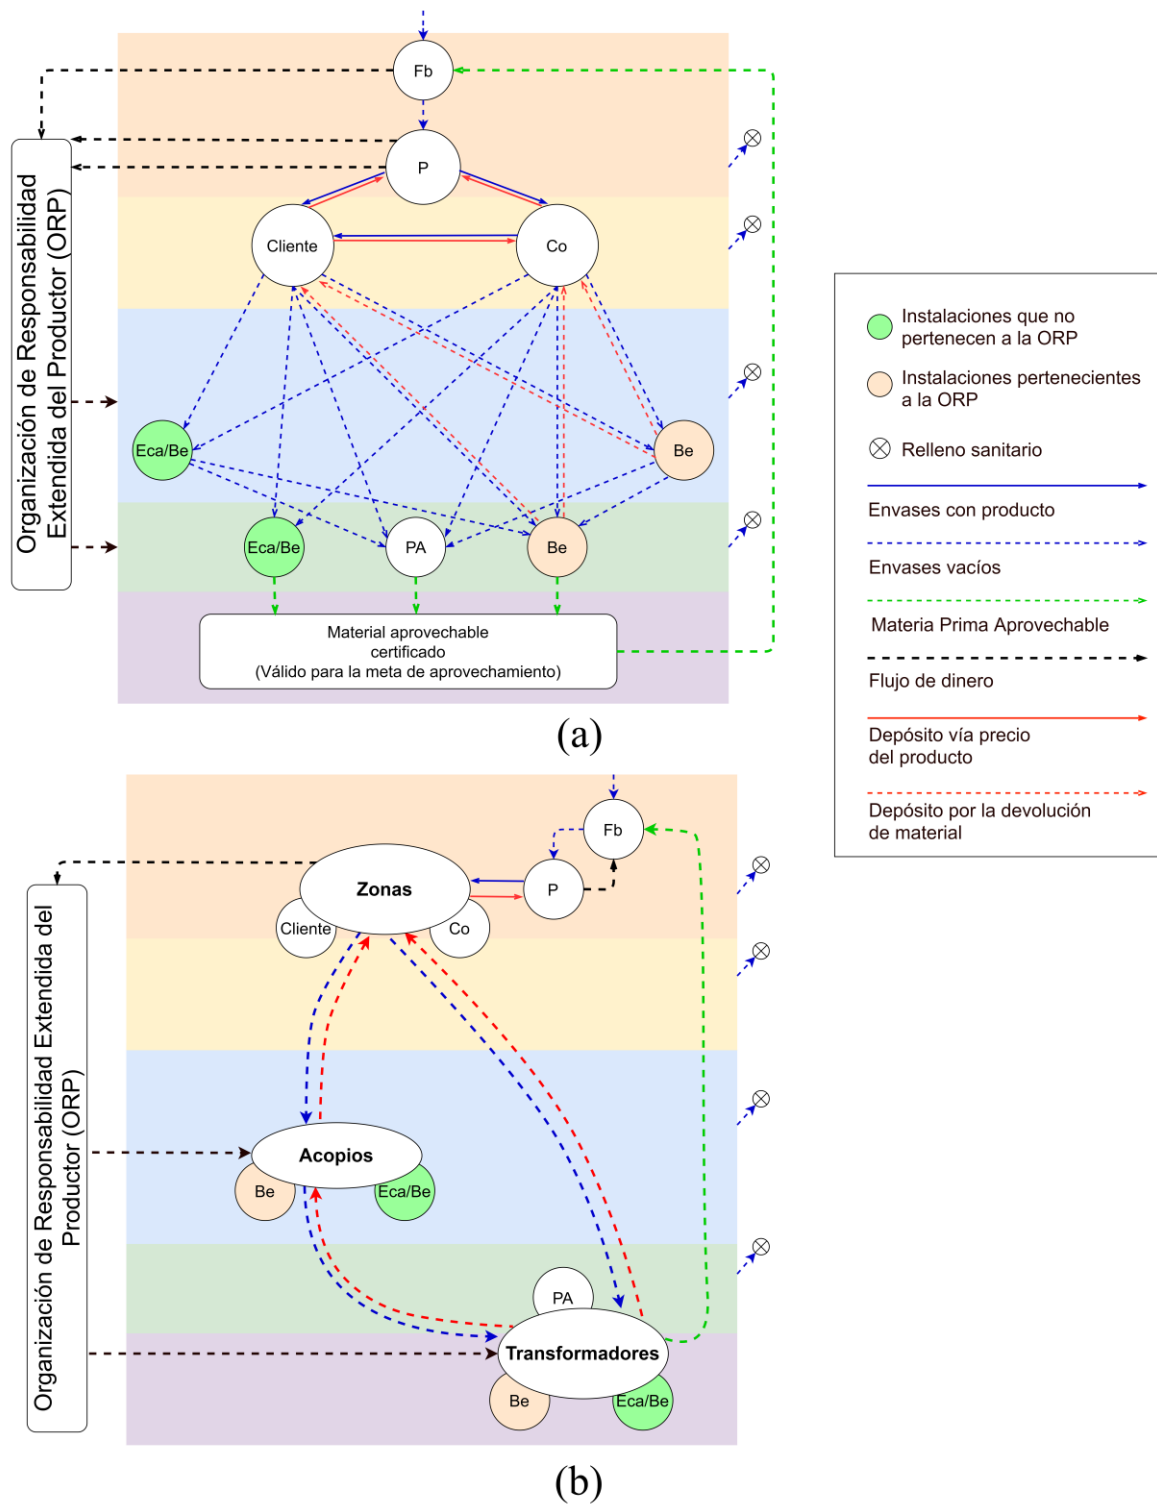 Fb
P
Cliente
Co
Organización de Responsabilidad
Extendida del Productor (ORP)
Eca/Be
Be
Eca/Be
PA
Be
Material aprovechable
certificado
(Válido para la meta de aprovechamiento)
(a)
Instalaciones que no
pertenecen a la ORP
Instalaciones pertenecientes
a la ORP
Relleno sanitario
Envases con producto
Envases vacíos
Materia Prima Aprovechable
Flujo de dinero
Depósito vía precio
del producto
Depósito por la devolución
de material
Fb
P
Zonas
Cliente
Co
Organización de Responsabilidad Extendida del
Productor (ORP)
Acopios
Be
Eca/Be
PA
Transformadores
Be
Eca/Be
(b)